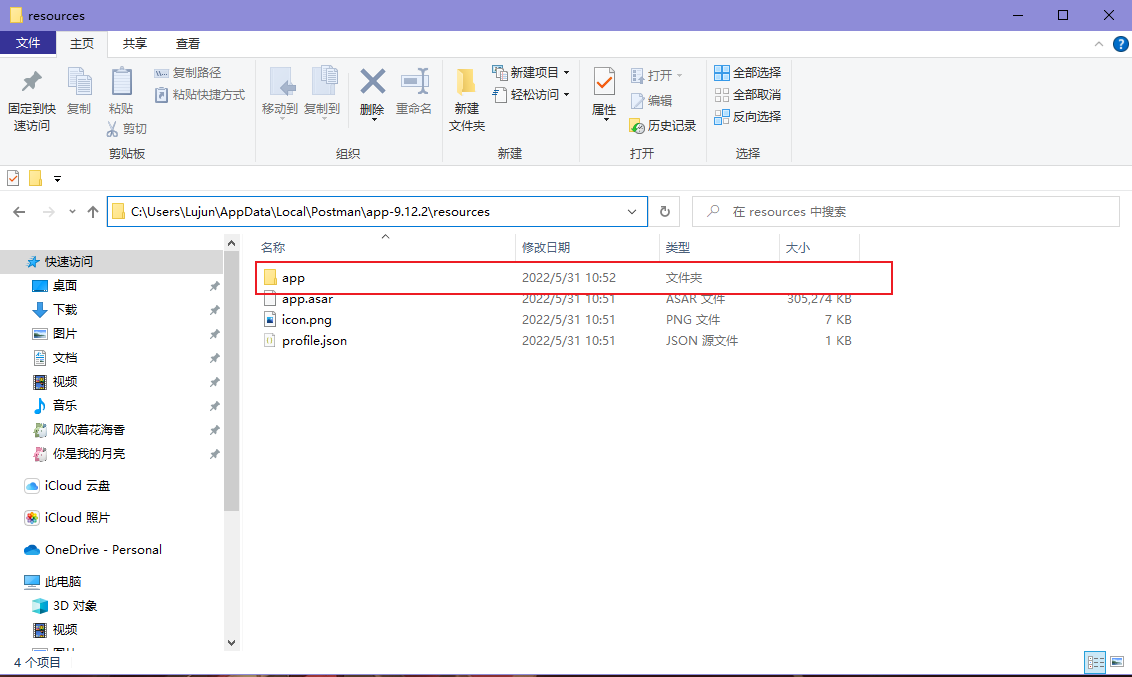 resources
文件 主页 共享 查看
固定到快速访问
复制
粘贴
复制路径
粘贴快捷方式
剪切
剪贴板
移动到
复制到
删除
重命名
组织
新建文件夹
新建项目
轻松访问
新建
属性
打开
编辑
历史记录
打开
全部选择
全部取消
反向选择
选择
C:\Users\Lujun\AppData\Local\Postman\app-9.12.2\resources
在 resources 中搜索
快速访问
桌面
下载
图片
文档
视频
音乐
风吹着花海香
你是我的月亮
iCloud 云盘
iCloud 照片
OneDrive - Personal
此电脑
3D 对象
视频
图片
名称 修改日期 类型 大小
app 2022/5/31 10:52 文件夹
app.asar 2022/5/31 10:51 ASAR 文件 305,274 KB
icon.png 2022/5/31 10:51 PNG 文件 7 KB
profile.json 2022/5/31 10:51 JSON 源文件 1 KB
4 个项目